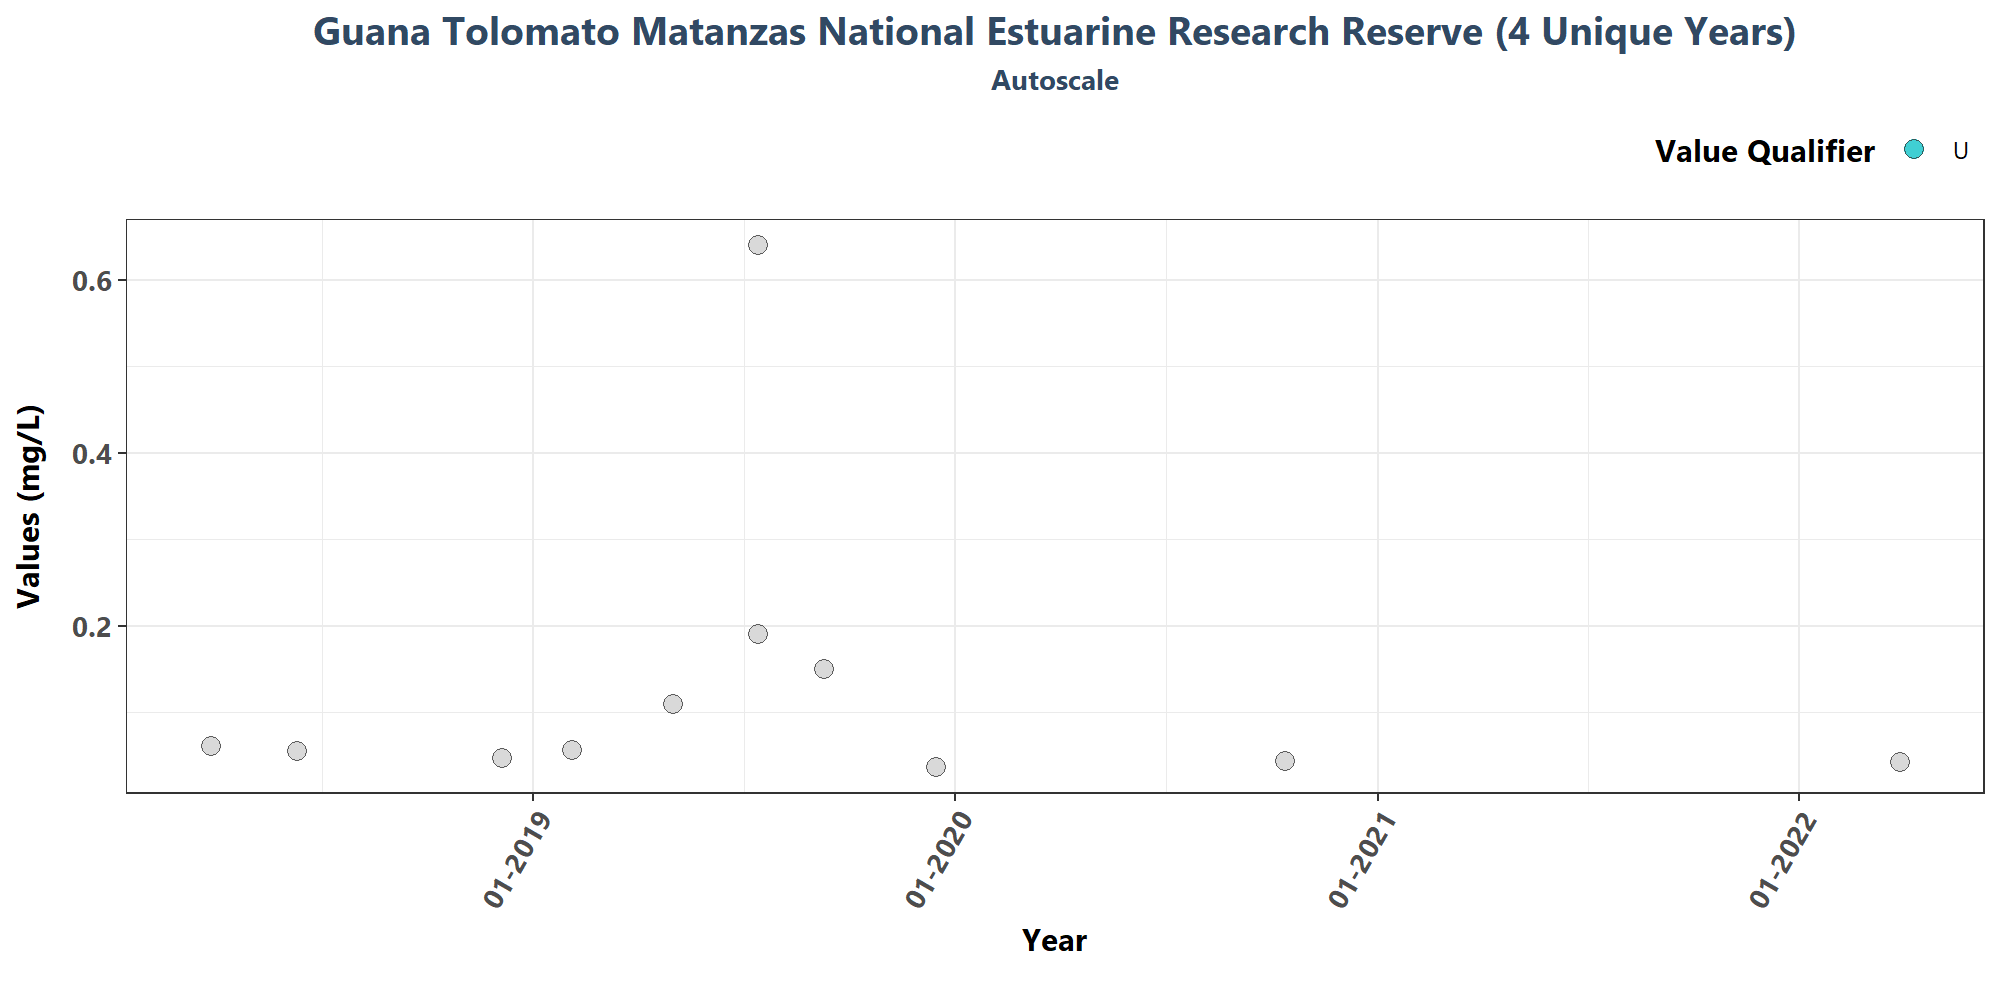 Guana Tolomato Matanzas National Estuarine Research Reserve (4 Unique Years)
Autoscale
Value Qualifier U
0.6
0.4
0.2
Values (mg/L)
01-2019
01-2020
01-2021
01-2022
Year